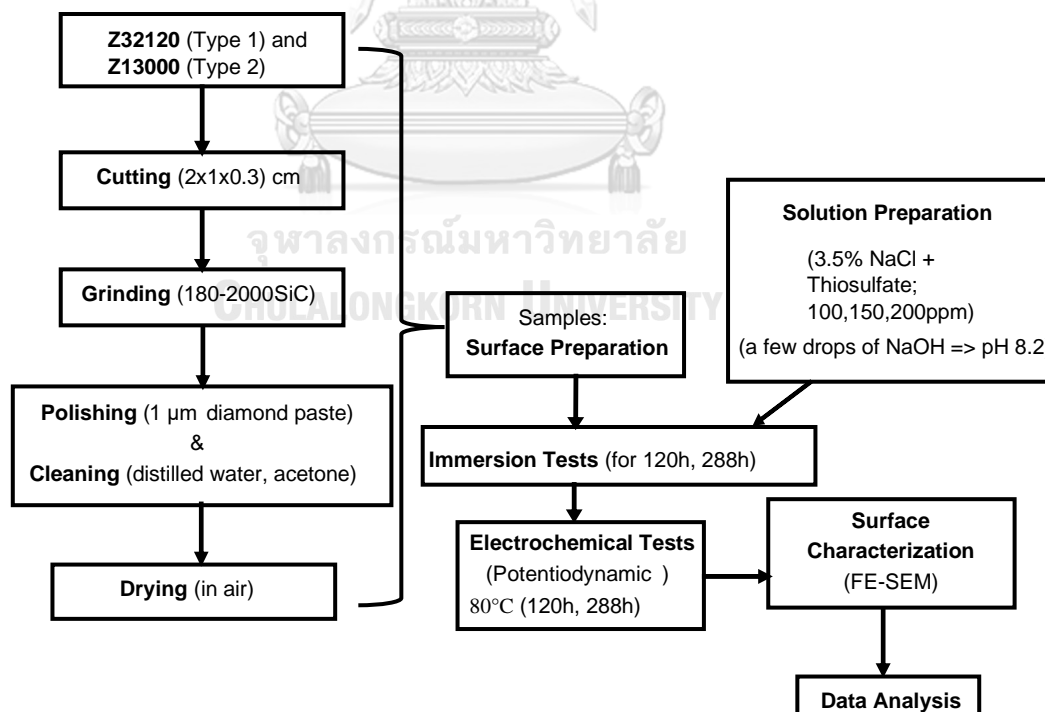 Z32120 (Type 1) and
Z13000 (Type 2)
Cutting (2x1x0.3) cm
Grinding (180-2000SiC)
Polishing (1 µm diamond paste)
&
Cleaning (distilled water, acetone)
Drying (in air)
จุฬาลงกรณ์มหาวิทยาลัย
CHULALONGKORN UNIVERSITY
Samples:
Surface Preparation
Solution Preparation
(3.5% NaCl +
Thiosulfate;
100,150,200ppm)
(a few drops of NaOH => pH 8.2
Immersion Tests (for 120h, 288h)
Electrochemical Tests
(Potentiodynamic )
80°C (120h, 288h)
Surface
Characterization
(FE-SEM)
Data Analysis